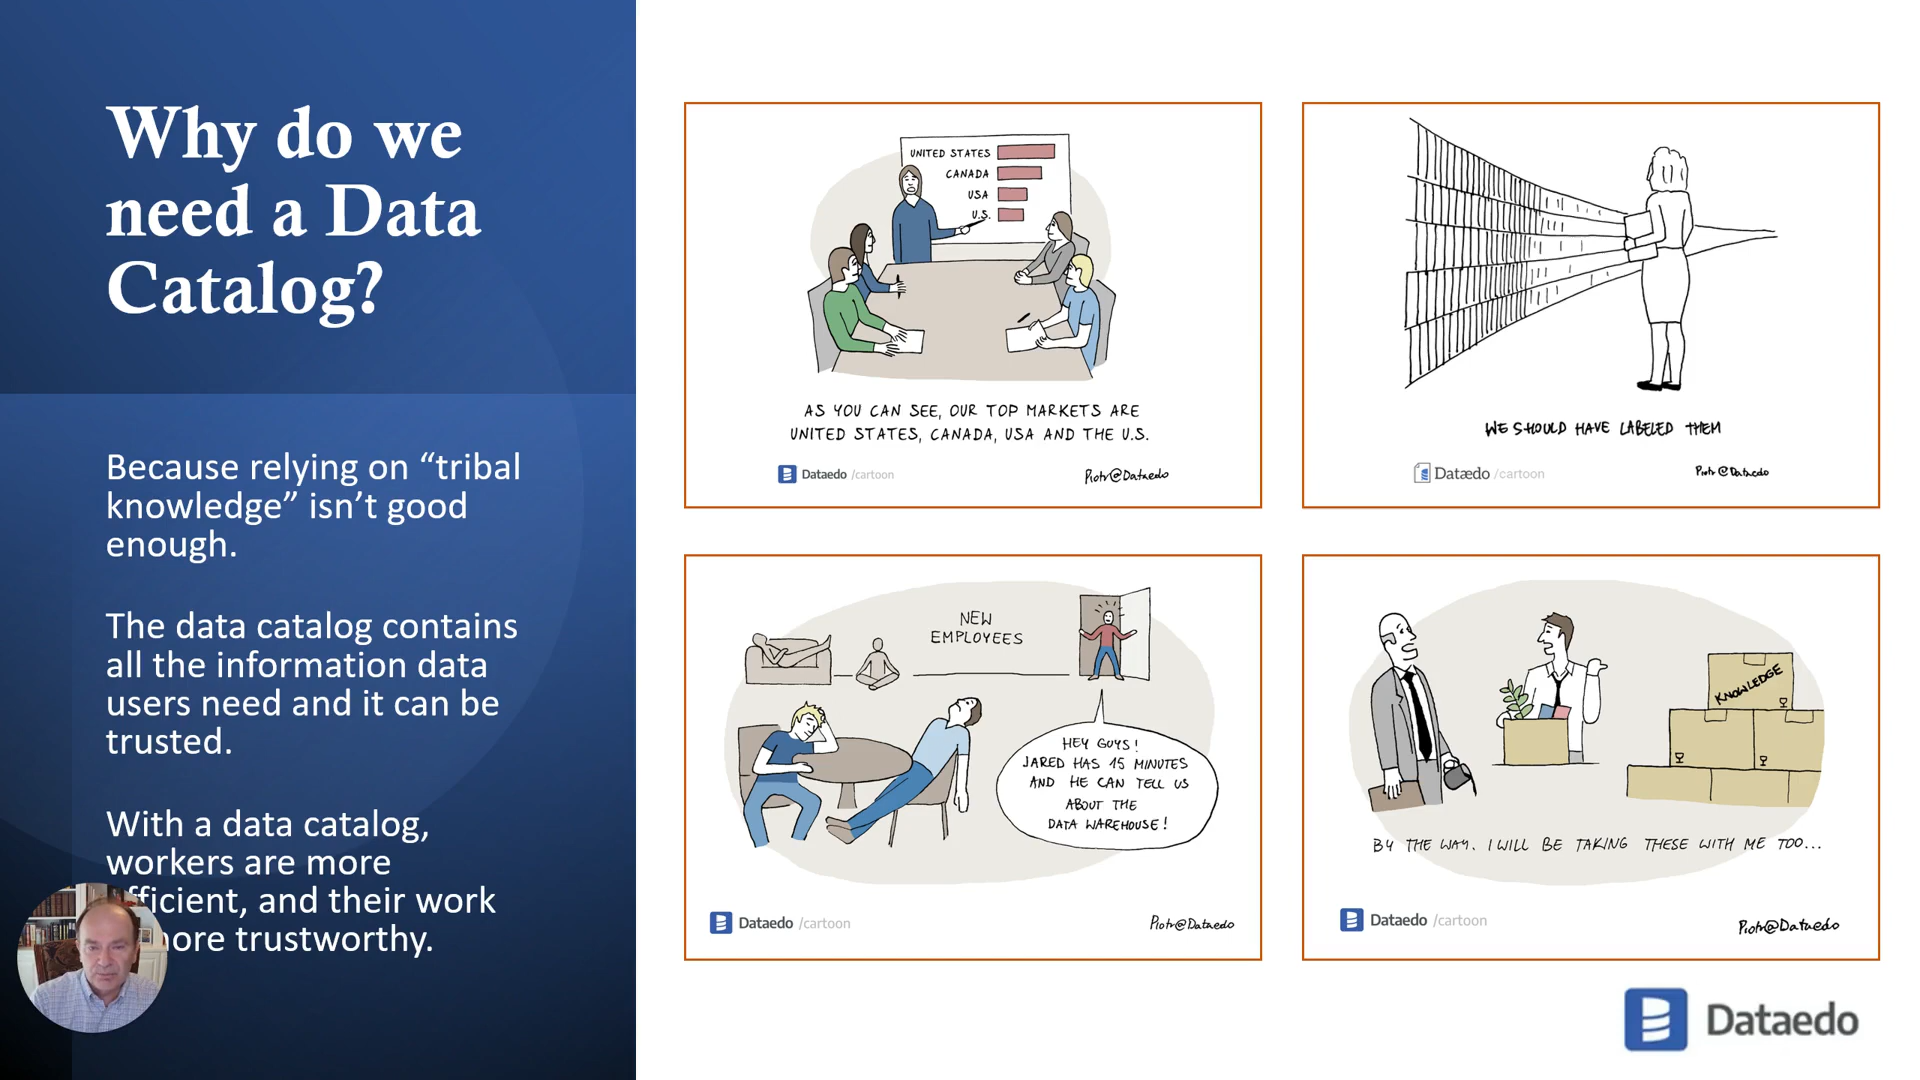 Why do we
need a Data
Catalog?
Because relying on “tribal
knowledge” isn’t good
enough.
The data catalog contains
all the information data
users need and it can be
trusted.
With a data catalog,
workers are more
efficient, and their work
more trustworthy.
UNITED STATES
CANADA
USA
U.S.
AS YOU CAN SEE, OUR TOP MARKETS ARE
UNITED STATES, CANADA, USA AND THE U.S.
Dataedo /cartoon
Piotr@Dataedo
WE SHOULD HAVE LABELED THEM
Dataedo /cartoon
Piotr@Dataedo
NEW
EMPLOYEES
HEY GUYS!
JARED HAS 15 MINUTES
AND HE CAN TELL US
ABOUT THE
DATA WAREHOUSE!
Dataedo /cartoon
Piotr@Dataedo
KNOWLEDGE
BY THE WAY. I WILL BE TAKING THESE WITH ME TOO...
Dataedo /cartoon
Piotr@Dataedo
Dataedo